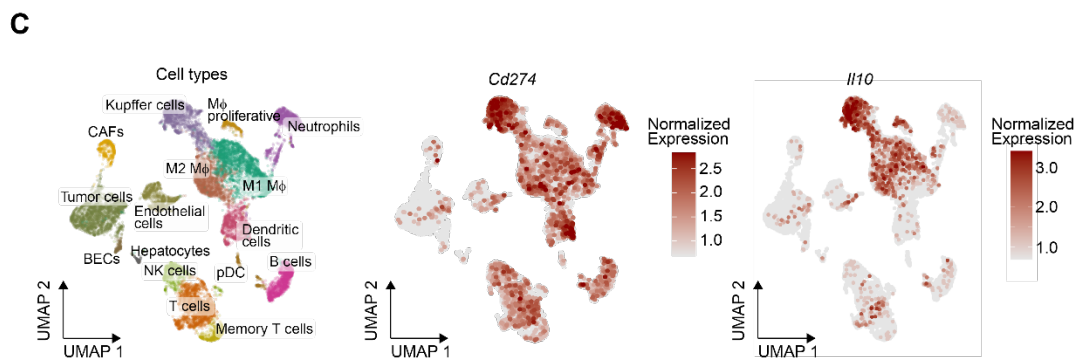 C
Cell types
Kupffer cells
Mϕ
proliferative
Neutrophils
CAFs
M2 Mϕ
M1 Mϕ
Tumor cells
Endothelial
cells
Dendritic
cells
BECs
Hepatocytes
NK cells
pDC
B cells
T cells
Memory T cells
UMAP 2
UMAP 1
Cd274
Normalized
Expression
2.5
2.0
1.5
1.0
UMAP 2
UMAP 1
Il10
Normalized
Expression
3.0
2.0
1.0
UMAP 2
UMAP 1